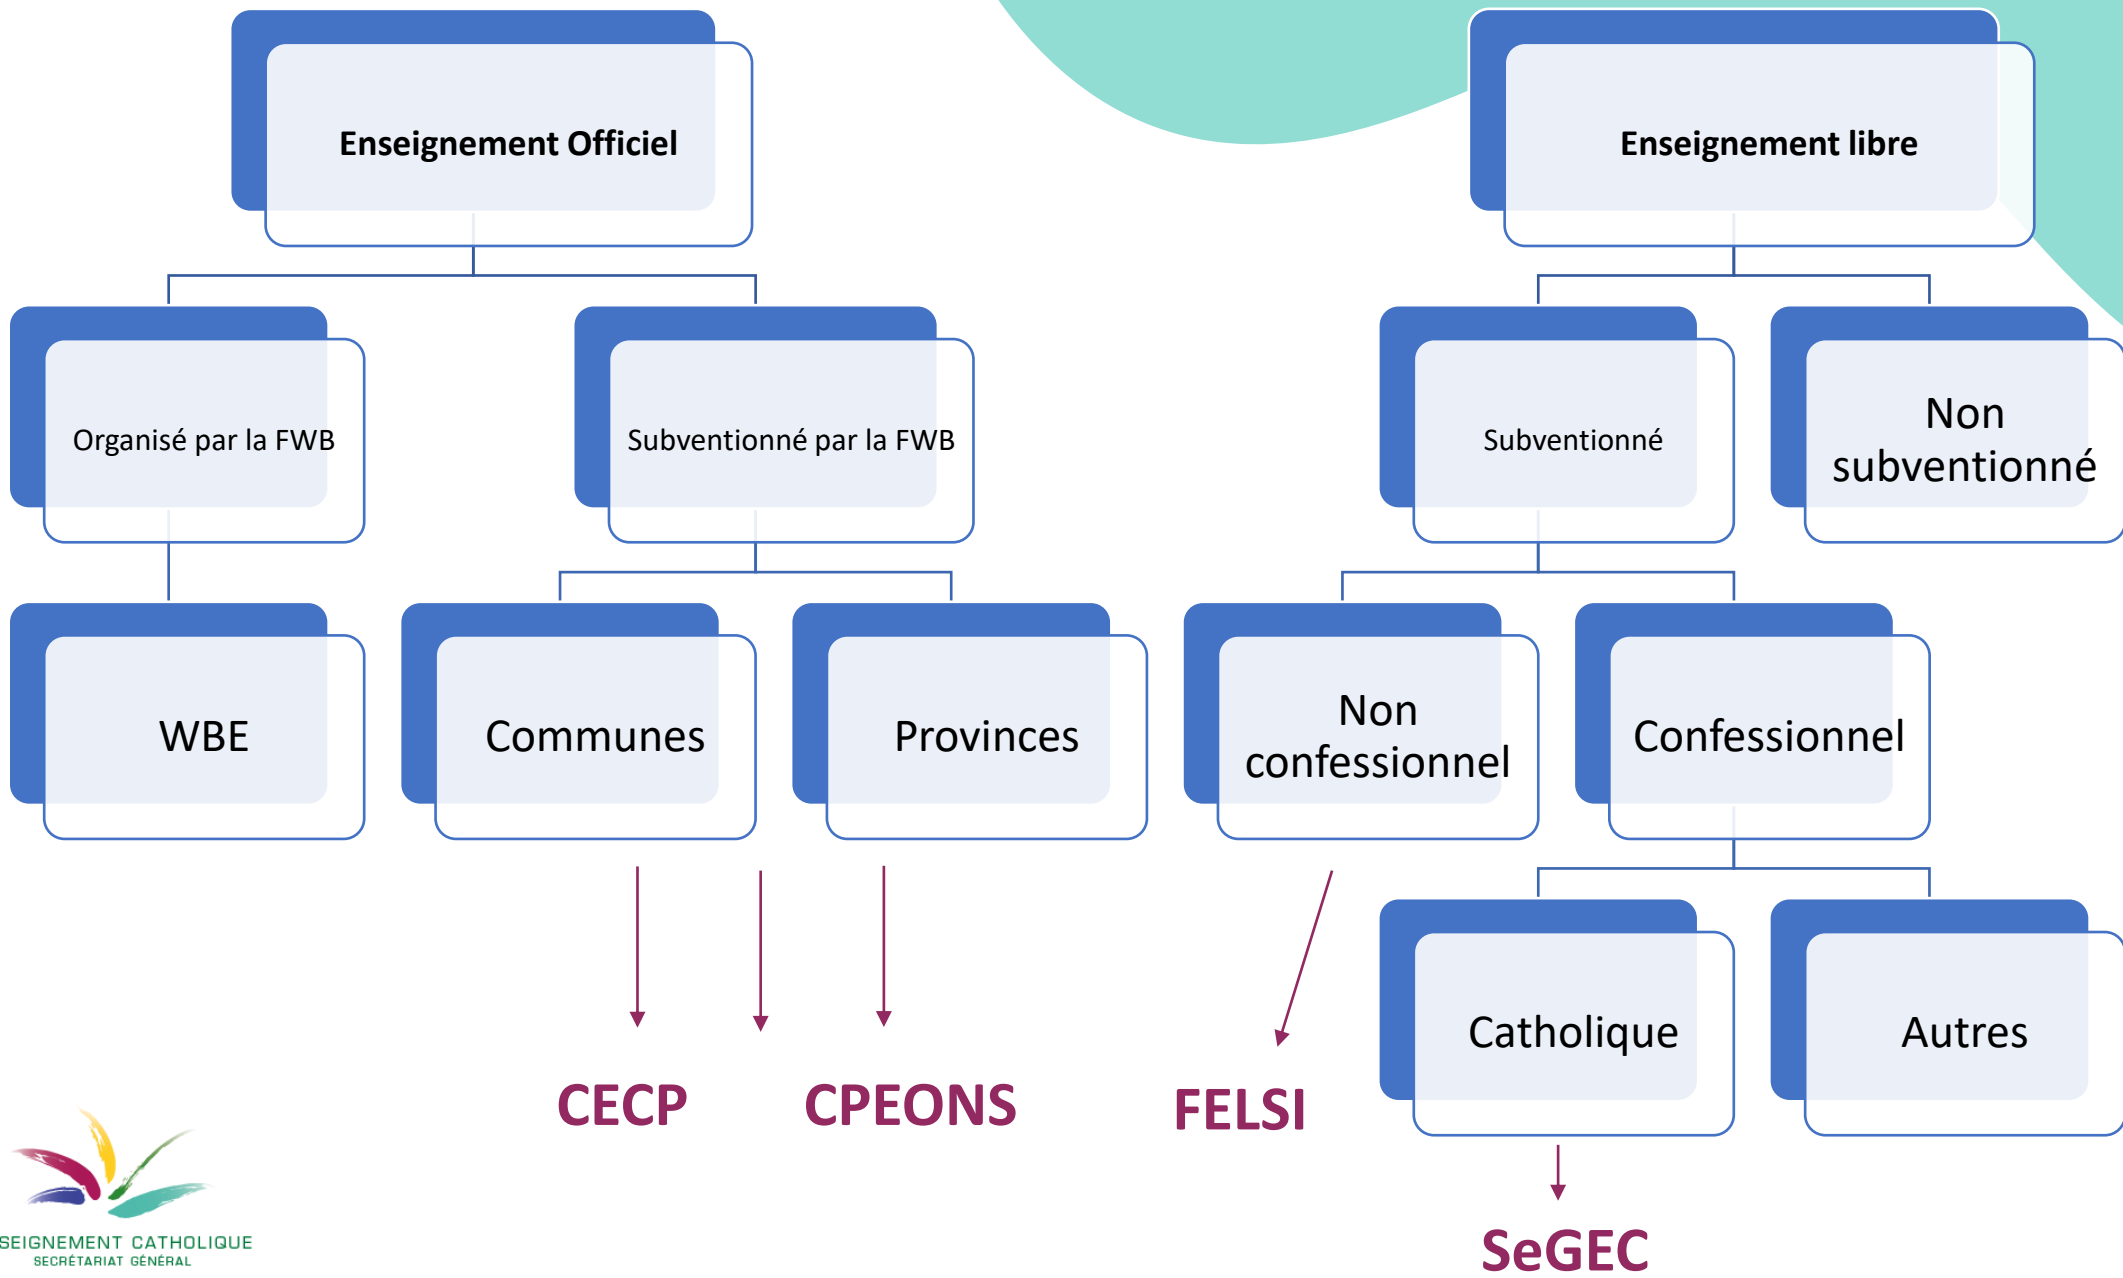 Enseignement Officiel
Enseignement libre
Organisé par la FWB
Subventionné par la FWB
Subventionné
Non
subventionné
WBE
Communes
Provinces
Non
confessionnel
Confessionnel
Catholique
Autres
CECP
CPEONS
FELSI
SeGEC
SEIGNEMENT CATHOLIQUE
SECRÉTARIAT GÉNÉRAL